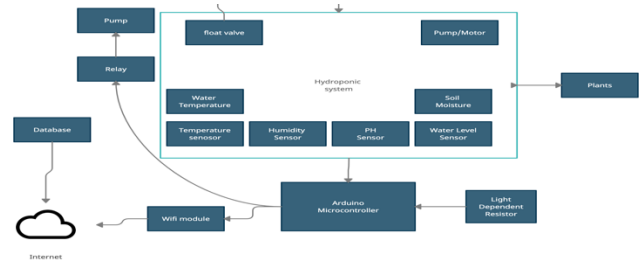 Pump
float valve
Pump/Motor
Relay
Hydroponic
system
Plants
Water
Temperature
Soil
Moisture
Database
Temperature
senosor
Humidity
Sensor
PH
Sensor
Water Level
Sensor
Arduino
Microcontroller
Light
Dependent
Resistor
Wifi module
Internet